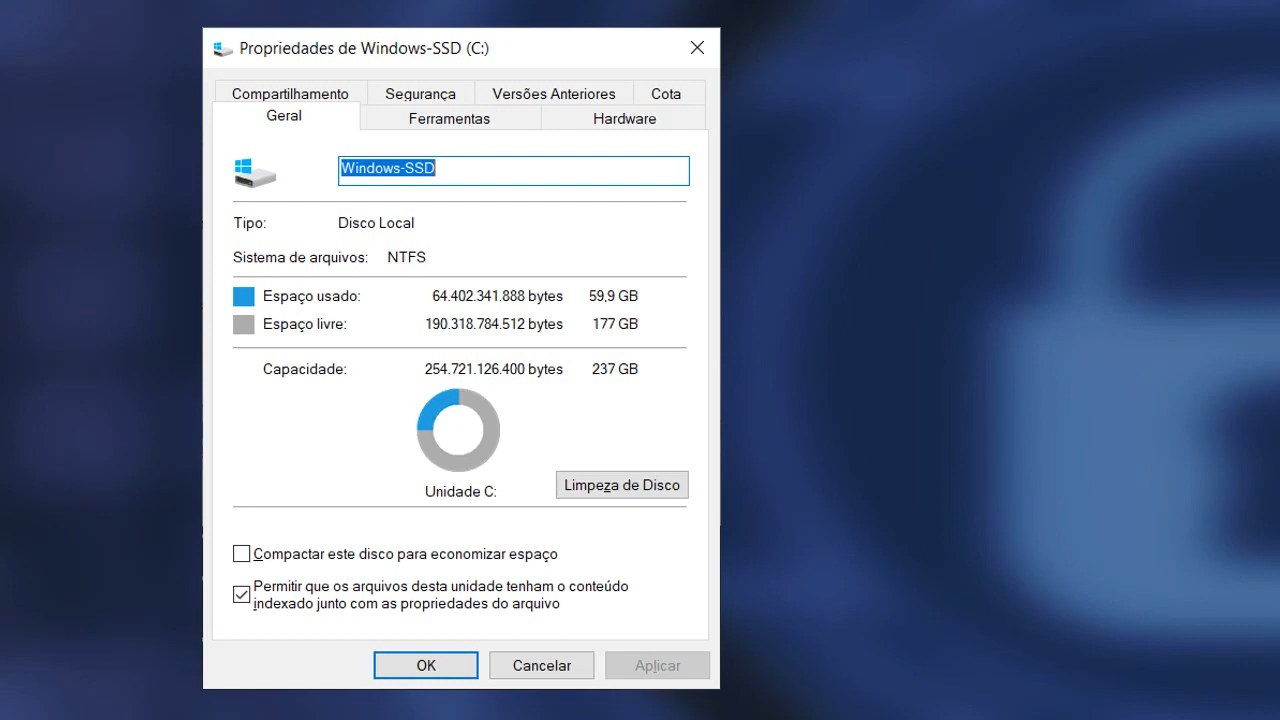 Propriedades de Windows-SSD (C:)
Compartilhamento Segurança Versões Anteriores Cota
Geral Ferramentas Hardware
Windows-SSD
Tipo: Disco Local
Sistema de arquivos: NTFS
Espaço usado: 64.402.341.888 bytes 59,9 GB
Espaço livre: 190.318.784.512 bytes 177 GB
Capacidade: 254.721.126.400 bytes 237 GB
Unidade C:
Limpeza de Disco
Compactar este disco para economizar espaço
Permitir que os arquivos desta unidade tenham o conteúdo
indexado junto com as propriedades do arquivo
OK Cancelar Aplicar